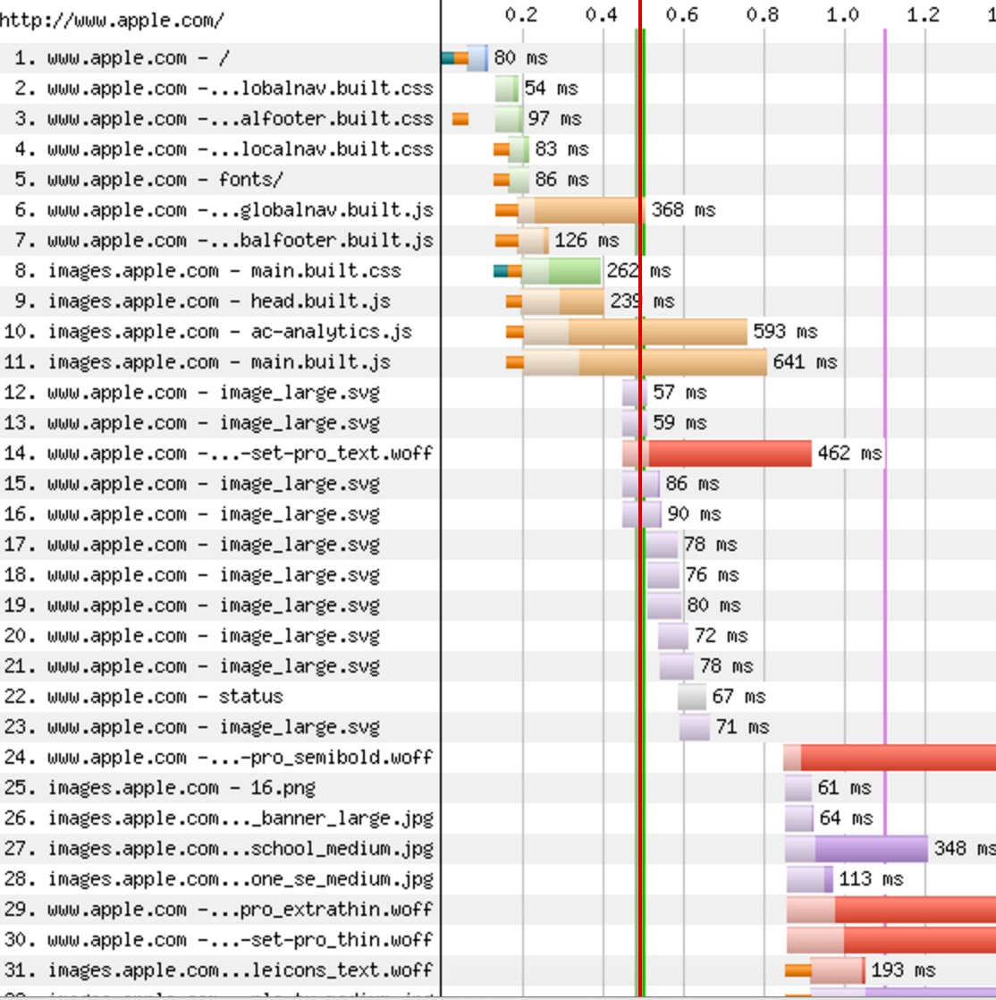 http://www.apple.com/ 0.2 0.4 0.6 0.8 1.0 1.2 1
1. www.apple.com - / 80 ms
2. www.apple.com -...lobalnav.built.css 54 ms
3. www.apple.com -...alfooter.built.css 97 ms
4. www.apple.com -...localnav.built.css 83 ms
5. www.apple.com - fonts/ 86 ms
6. www.apple.com -...globalnav.built.js 368 ms
7. www.apple.com -...balfooter.built.js 126 ms
8. images.apple.com - main.built.css 262 ms
9. images.apple.com - head.built.js 239 ms
10. images.apple.com - ac-analytics.js 593 ms
11. images.apple.com - main.built.js 641 ms
12. www.apple.com - image_large.svg 57 ms
13. www.apple.com - image_large.svg 59 ms
14. www.apple.com -...-set-pro_text.woff 462 ms
15. www.apple.com - image_large.svg 86 ms
16. www.apple.com - image_large.svg 90 ms
17. www.apple.com - image_large.svg 78 ms
18. www.apple.com - image_large.svg 76 ms
19. www.apple.com - image_large.svg 80 ms
20. www.apple.com - image_large.svg 72 ms
21. www.apple.com - image_large.svg 78 ms
22. www.apple.com - status 67 ms
23. www.apple.com - image_large.svg 71 ms
24. www.apple.com -...-pro_semibold.woff
25. images.apple.com - 16.png 61 ms
26. images.apple.com..._banner_large.jpg 64 ms
27. images.apple.com...school_medium.jpg 348 ms
28. images.apple.com...one_se_medium.jpg 113 ms
29. www.apple.com -...pro_extrathin.woff
30. www.apple.com -...-set-pro_thin.woff
31. images.apple.com...leicons_text.woff 193 ms